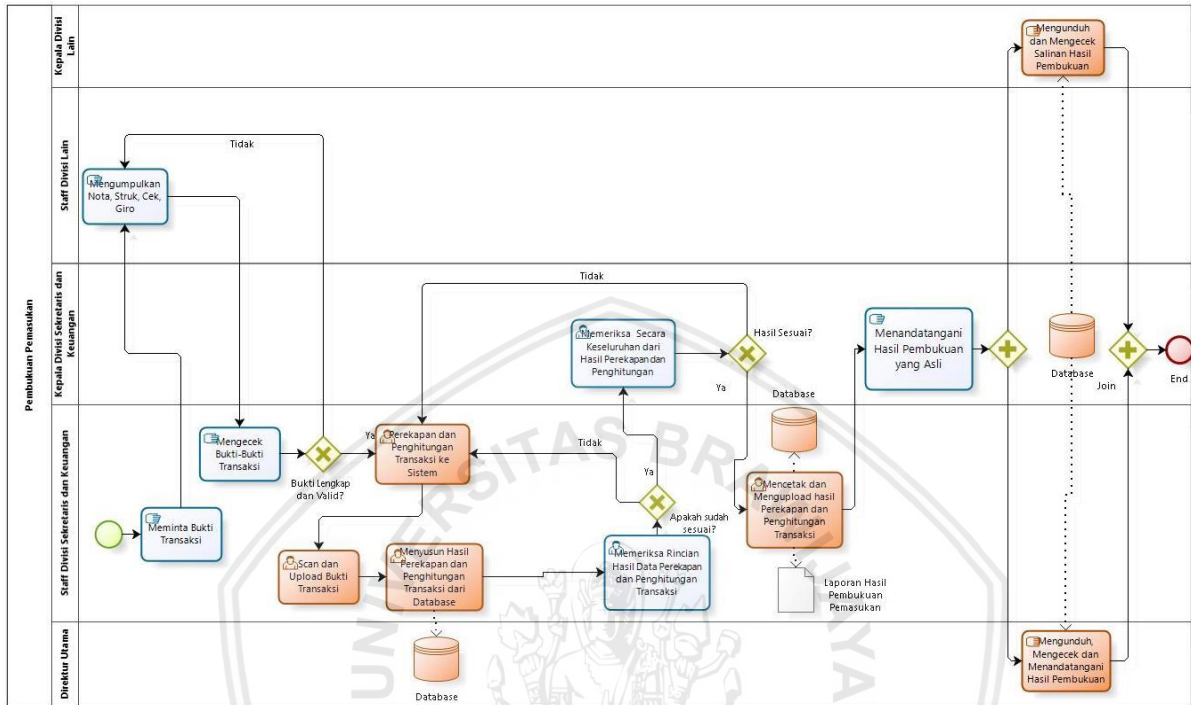 Pembukuan Pemasukan
Kepala Divisi
Lain
Mengunduh
dan Mengecek
Salinan Hasil
Pembukuan
Staff Divisi Lain
Tidak
Mengumpulkan
Nota, Struk, Cek,
Giro
Kepala Divisi Sekretaris dan
Keuangan
Tidak
Memeriksa Secara
Keseluruhan dari
Hasil Perekapan dan
Penghitungan
Hasil Sesuai?
Ya
Menandatangani
Hasil Pembukuan
yang Asli
Database
Join
End
Staff Divisi Sekretaris dan Keuangan
Meminta Bukti
Transaksi
Mengecek
Bukti-Bukti
Transaksi
Bukti Lengkap
dan Valid?
Ya
Perekapan dan
Penghitungan
Transaksi ke
Sistem
Scan dan
Upload Bukti
Transaksi
Menyusun Hasil
Perekapan dan
Penghitungan
Transaksi dari
Database
Tidak
Ya
Apakah sudah
sesuai?
Memeriksa Rincian
Hasil Data Perekapan
dan Penghitungan
Transaksi
Database
Mencetak dan
Mengupload hasil
Perekapan dan
Penghitungan
Transaksi
Laporan Hasil
Pembukuan
Pemasukan
Direktur Utama
Database
Mengunduh,
Mengecek dan
Menandatangani
Hasil Pembukuan
UNIVERSITAS BRAWIJAYA